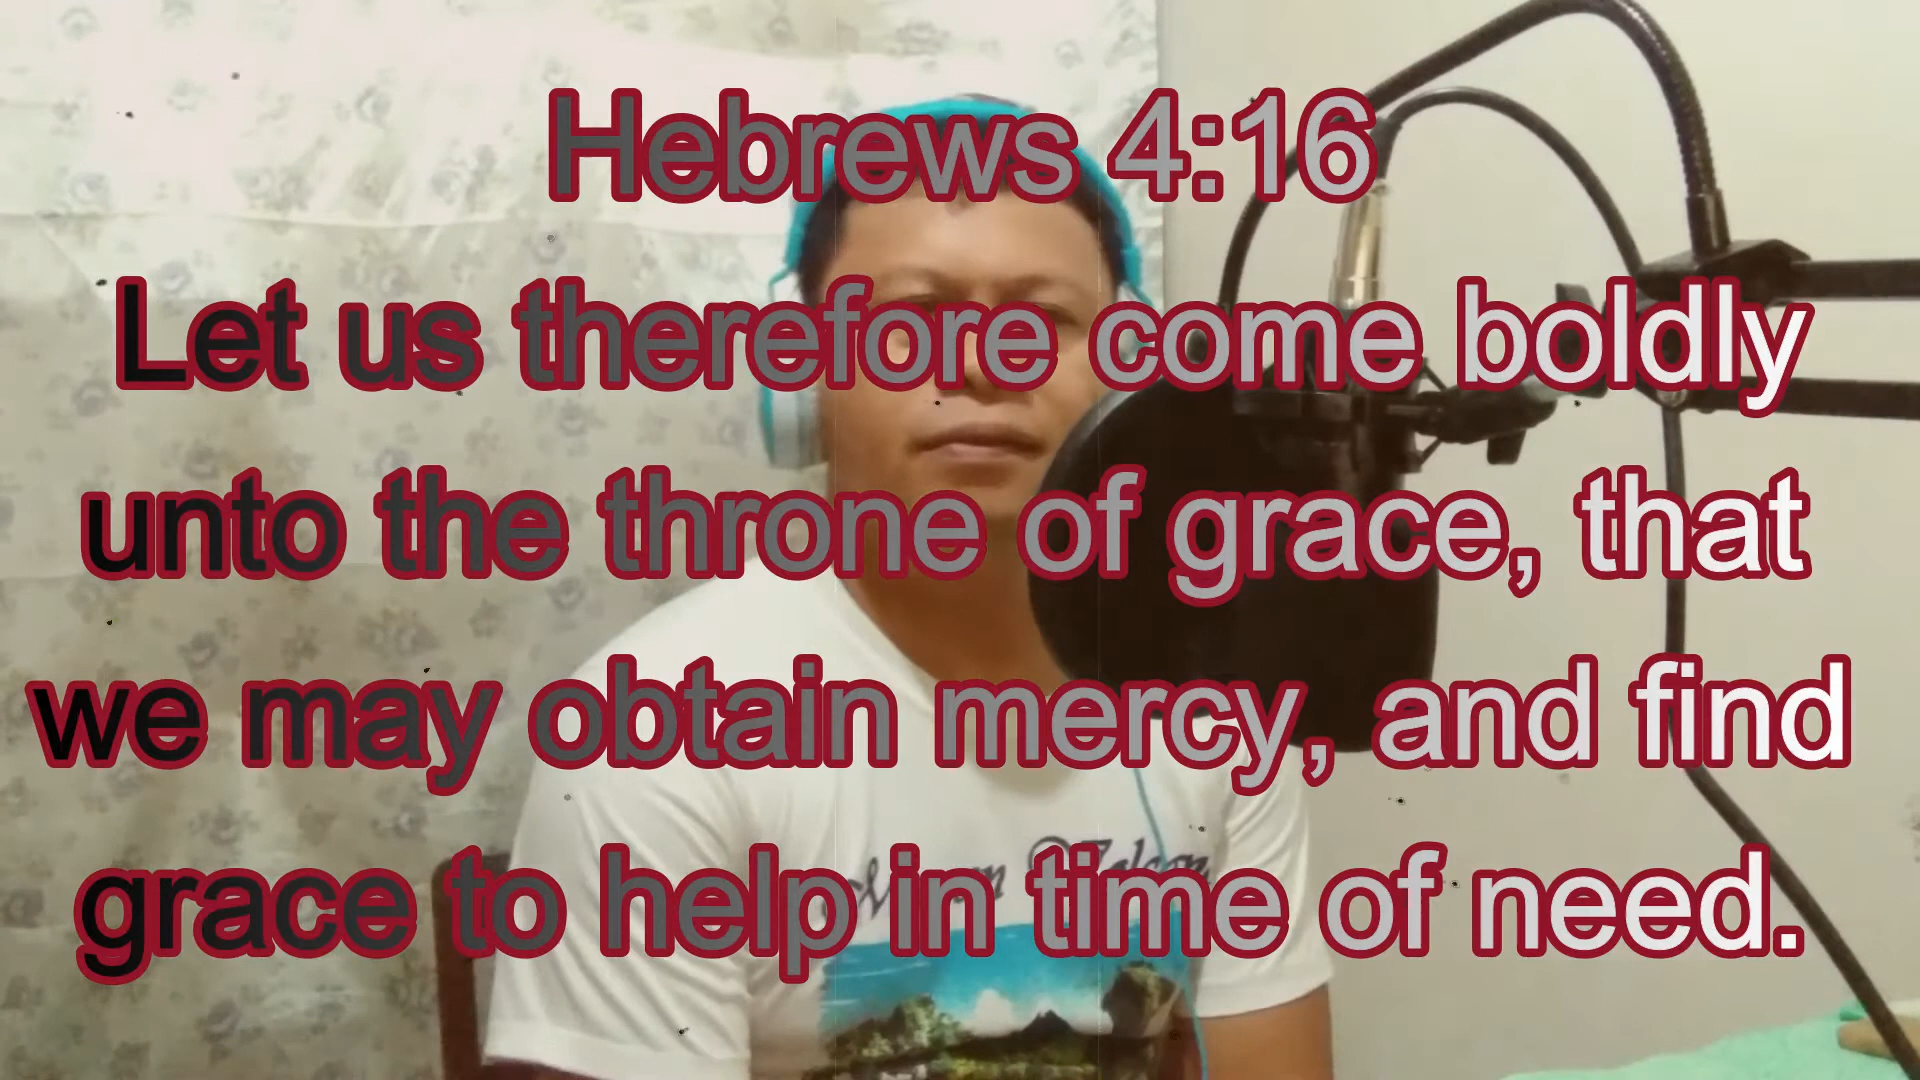 Hebrews 4:16
Let us therefore come boldly
unto the throne of grace, that
we may obtain mercy, and find
grace to help in time of need.